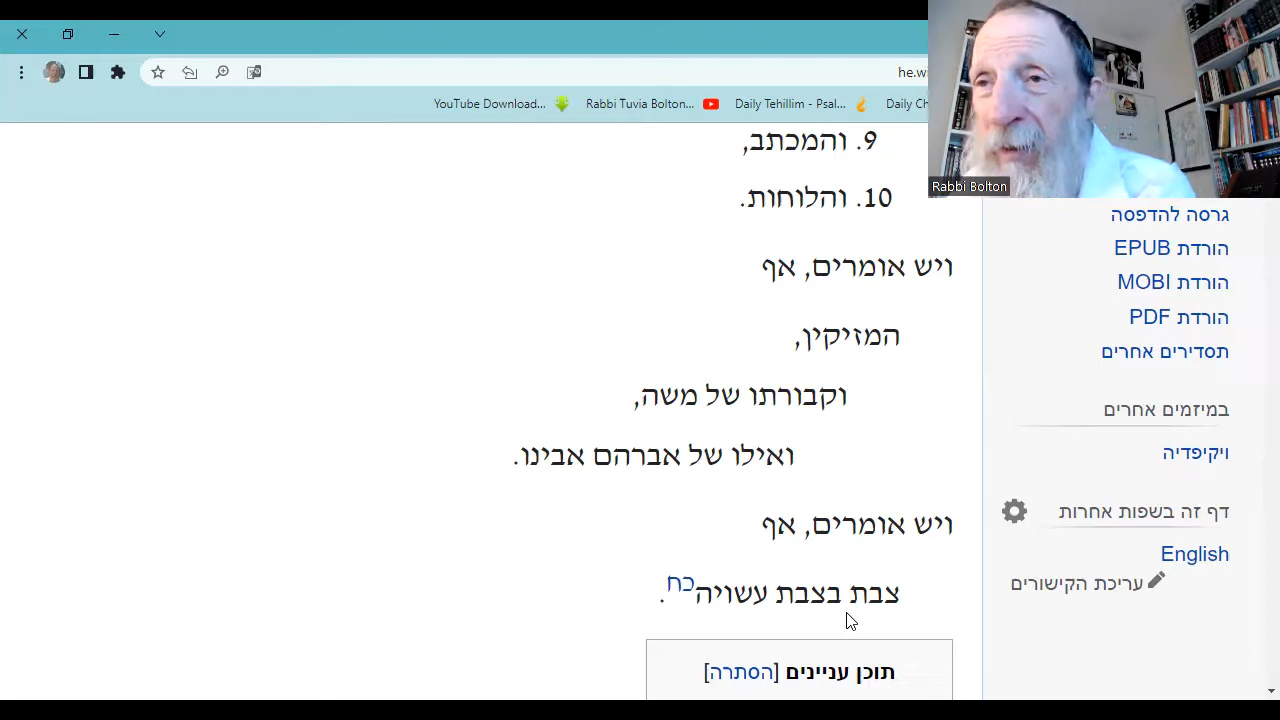 he.wi
YouTube Download...
Rabbi Tuvia Bolton...
Daily Tehillim - Psal...
Daily Ch
Rabbi Bolton
9. והמכתב,
10. והלוחות.
ויש אומרים, אף
המזיקין,
וקבורתו של משה,
ואילו של אברהם אבינו.
ויש אומרים, אף
צבת בצבת עשויהכח.
תוכן עניינים [הסתרה]
גרסה להדפסה
הורדת EPUB
הורדת MOBI
הורדת PDF
תסדירים אחרים
במיזמים אחרים
ויקיפדיה
דף זה בשפות אחרות
English
עריכת הקישורים